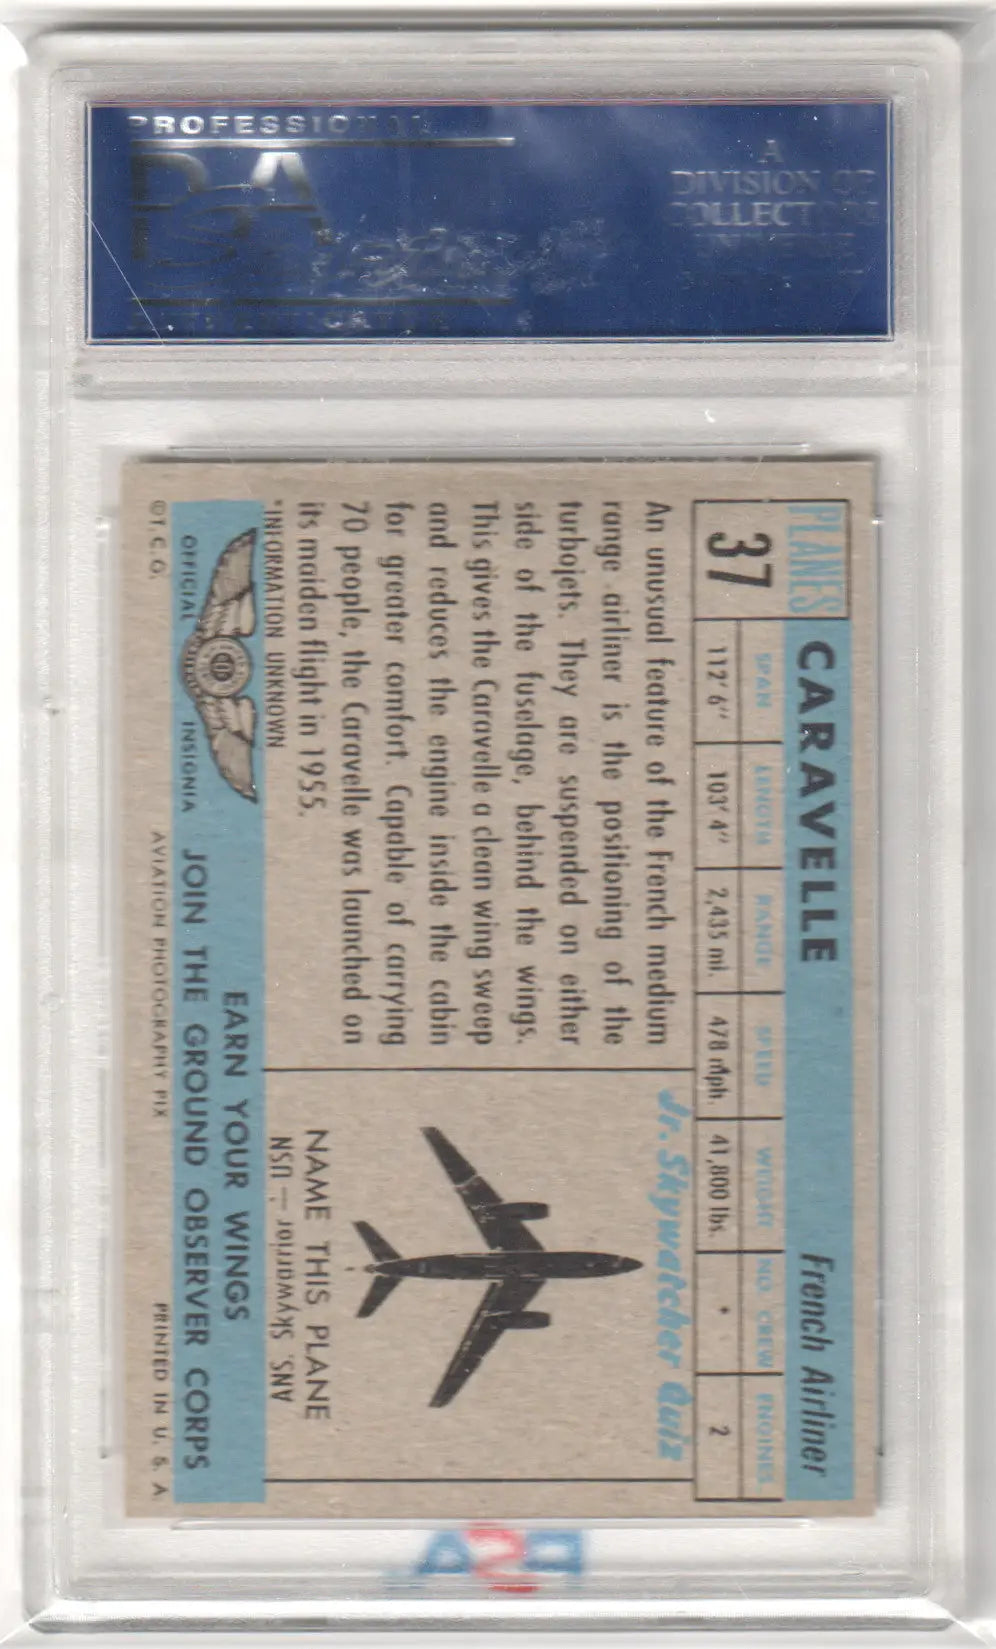 PROFESSIONAL
A
DIVISION OF
COLLECTORS
PLANES
37
CARAVELLE
French Airliner
SPAN LENGTH RANGE SPEED WEIGHT NO. CREW ENGINES
112' 6" 103' 4" 2,435 mi. 478 mph. 41,800 lbs. * 2
An unusual feature of the French medium
range airliner is the positioning of the
turbojets. They are suspended on either
side of the fuselage, behind the wings.
This gives the Caravelle a clean wing sweep
and reduces the engine inside the cabin
for greater comfort. Capable of carrying
70 people, the Caravelle was launched on
its maiden flight in 1955.
*INFORMATION UNKNOWN
Jr. Skywatcher Quiz
NAME THIS PLANE
ANS. Skywarrior—USN
OFFICIAL INSIGNIA
EARN YOUR WINGS
JOIN THE GROUND OBSERVER CORPS
©T.C.G. AVIATION PHOTOGRAPHY PIX PRINTED IN U. S. A
PSA